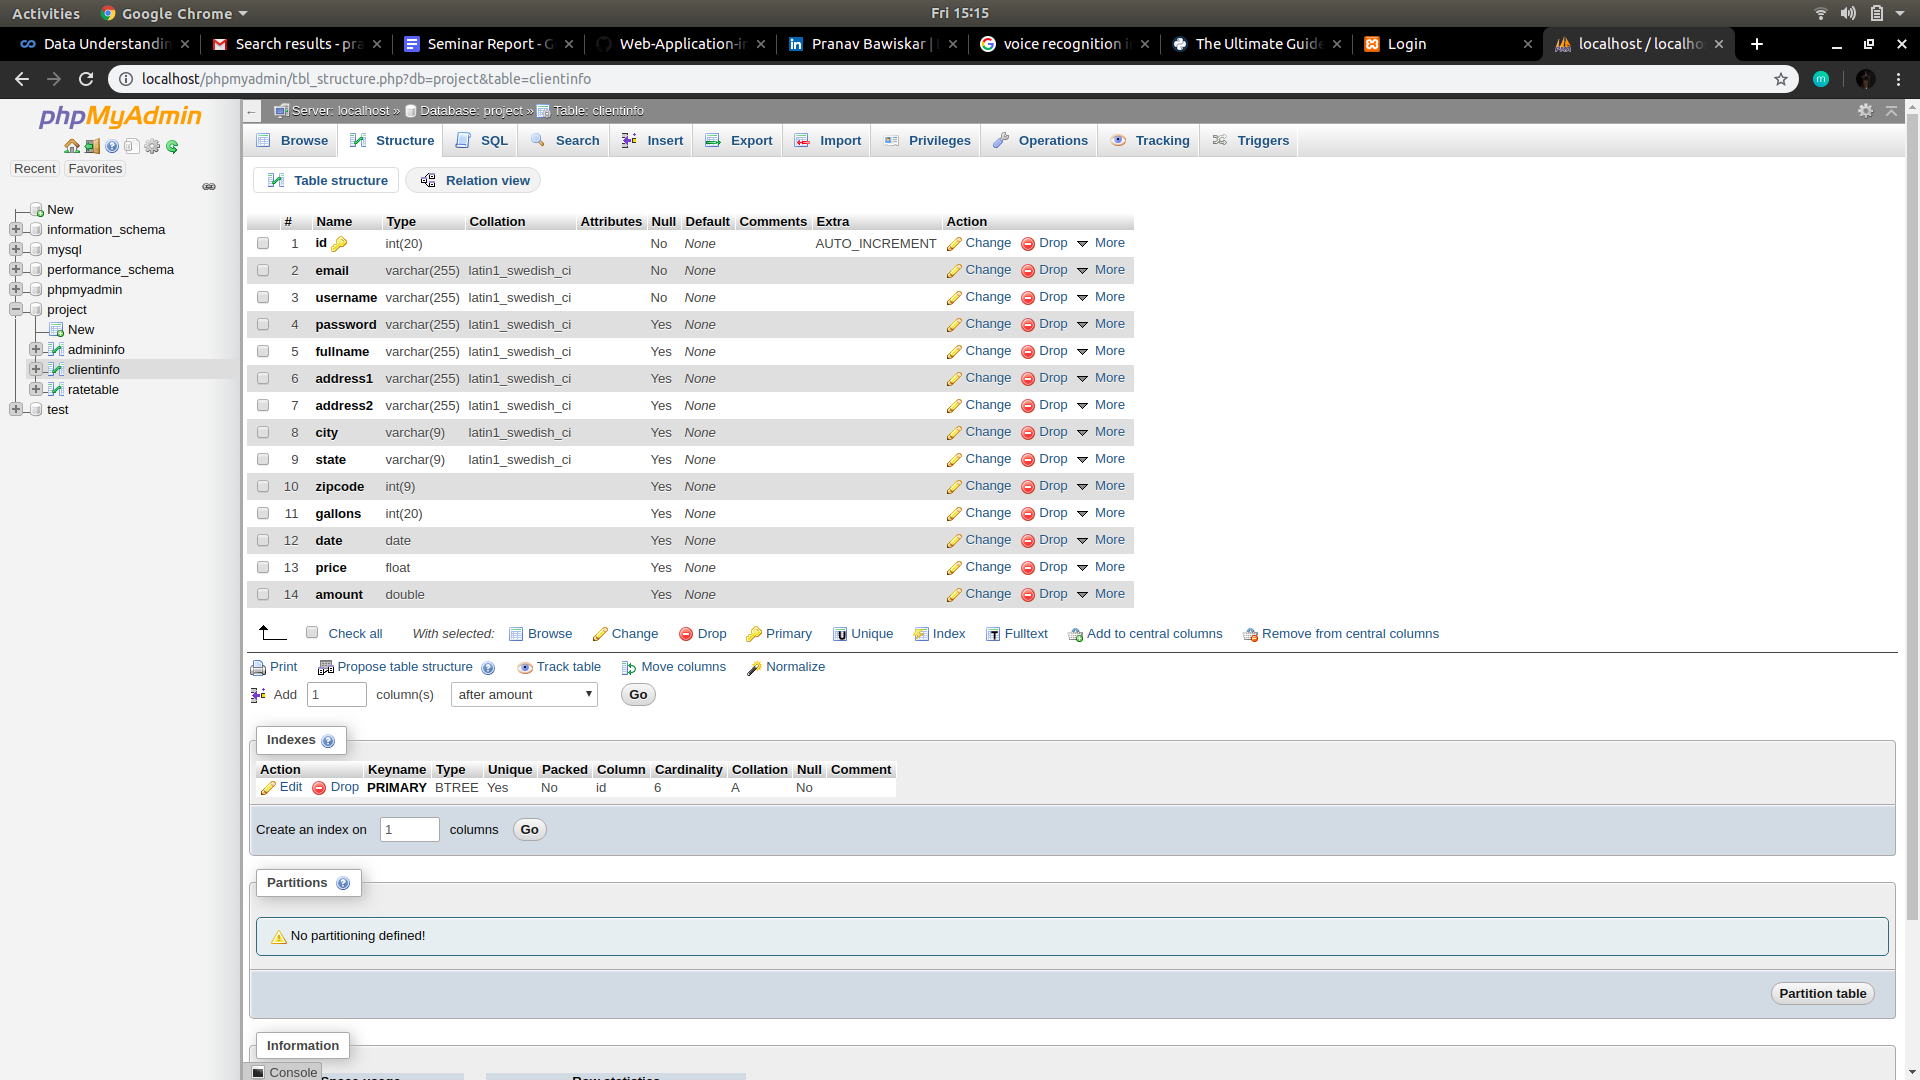 Activities Google Chrome Fri 15:15
Data Understandin Search results - pra Seminar Report - G Web-Application-in Pranav Bawiskar | voice recognition i The Ultimate Guide Login localhost / localho
localhost/phpmyadmin/tbl_structure.php?db=project&table=clientinfo
phpMyAdmin
Recent Favorites
New
information_schema
mysql
performance_schema
phpmyadmin
project
New
admininfo
clientinfo
ratetable
test
Server: localhost » Database: project » Table: clientinfo
Browse Structure SQL Search Insert Export Import Privileges Operations Tracking Triggers
Table structure Relation view
# Name Type Collation Attributes Null Default Comments Extra Action
1 id int(20) No None AUTO_INCREMENT Change Drop More
2 email varchar(255) latin1_swedish_ci No None Change Drop More
3 username varchar(255) latin1_swedish_ci No None Change Drop More
4 password varchar(255) latin1_swedish_ci Yes None Change Drop More
5 fullname varchar(255) latin1_swedish_ci Yes None Change Drop More
6 address1 varchar(255) latin1_swedish_ci Yes None Change Drop More
7 address2 varchar(255) latin1_swedish_ci Yes None Change Drop More
8 city varchar(9) latin1_swedish_ci Yes None Change Drop More
9 state varchar(9) latin1_swedish_ci Yes None Change Drop More
10 zipcode int(9) Yes None Change Drop More
11 gallons int(20) Yes None Change Drop More
12 date date Yes None Change Drop More
13 price float Yes None Change Drop More
14 amount double Yes None Change Drop More
Check all With selected: Browse Change Drop Primary Unique Index Fulltext Add to central columns Remove from central columns
Print Propose table structure Track table Move columns Normalize
Add 1 column(s) after amount Go
Indexes
Action Keyname Type Unique Packed Column Cardinality Collation Null Comment
Edit Drop PRIMARY BTREE Yes No id 6 A No
Create an index on 1 columns Go
Partitions
No partitioning defined!
Partition table
Information
Console
Space usage Row statistics